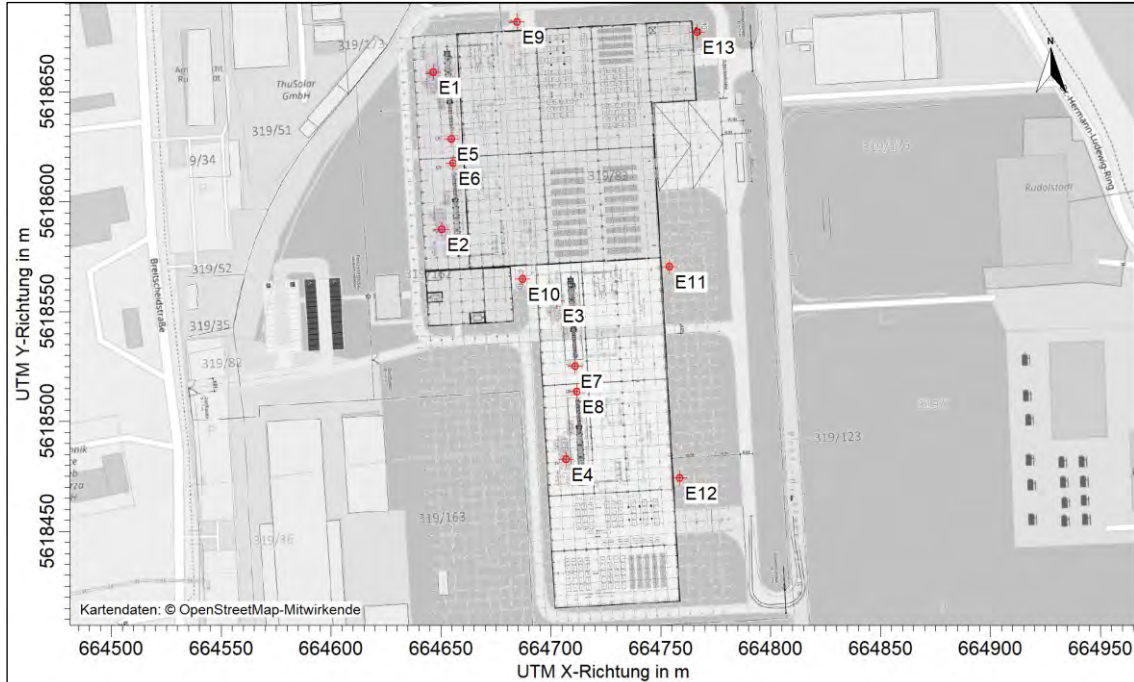 319/173
E9
E13
ThuSolar
GmbH
E1
N
Hermann-Ludewig-Ring
319/51
E5
9/34
E6
319/83
Rudolstadt
E2
319/52
Breitscheidstraße
E10
E11
319/35
E3
319/82
E7
E8
319/123
E4
E12
319/163
319/36
Kartendaten: © OpenStreetMap-Mitwirkende
5618650
5618600
5618550
5618500
5618450
UTM Y-Richtung in m
664500
664550
664600
664650
664700
664750
664800
664850
664900
664950
UTM X-Richtung in m